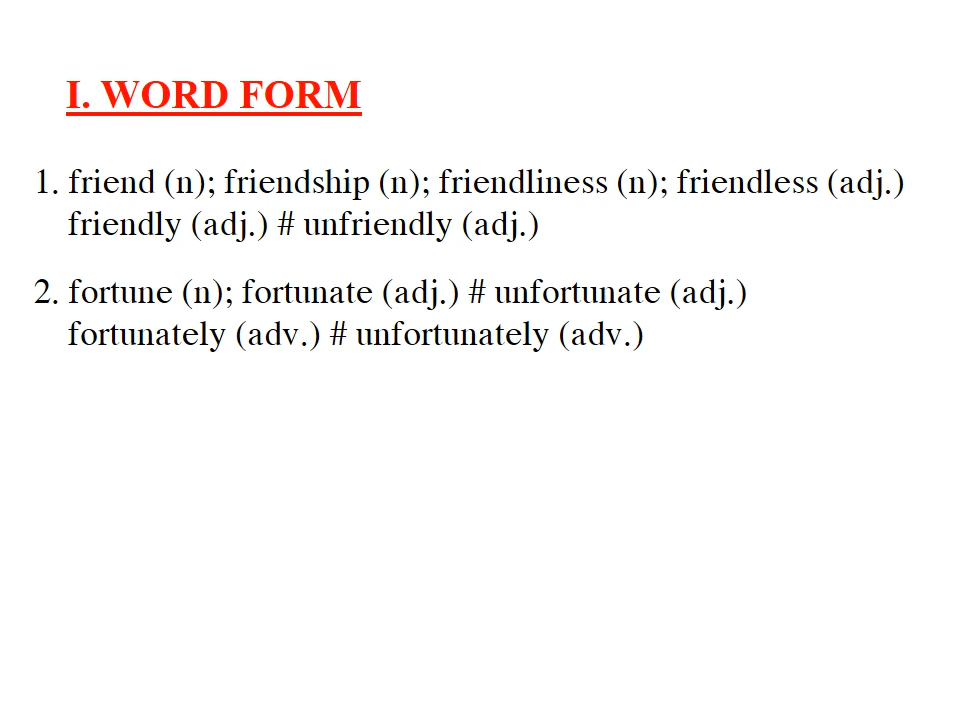 I. WORD FORM
1. friend (n); friendship (n); friendliness (n); friendless (adj.)
friendly (adj.) # unfriendly (adj.)
2. fortune (n); fortunate (adj.) # unfortunate (adj.)
fortunately (adv.) # unfortunately (adv.)